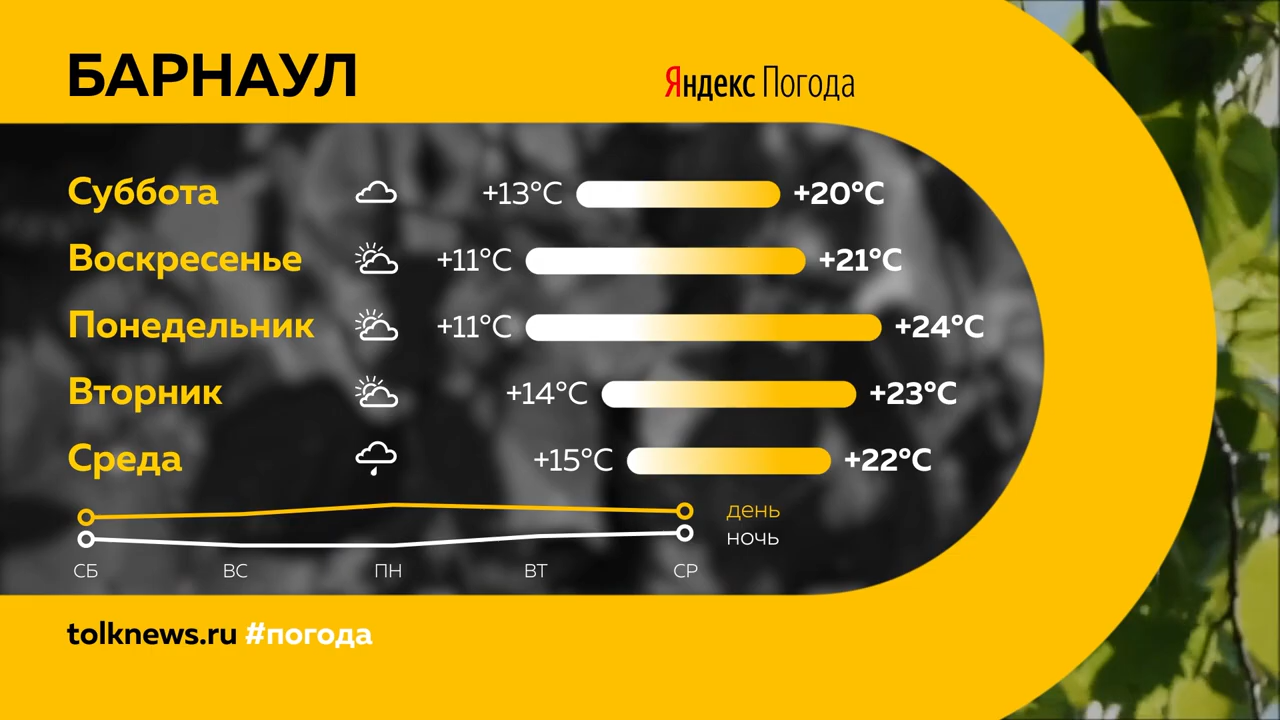 БАРНАУЛ
Яндекс Погода
Суббота +13°C +20°C
Воскресенье +11°C +21°C
Понедельник +11°C +24°C
Вторник +14°C +23°C
Среда +15°C +22°C
день
ночь
СБ ВС ПН ВТ СР
tolknews.ru #погода